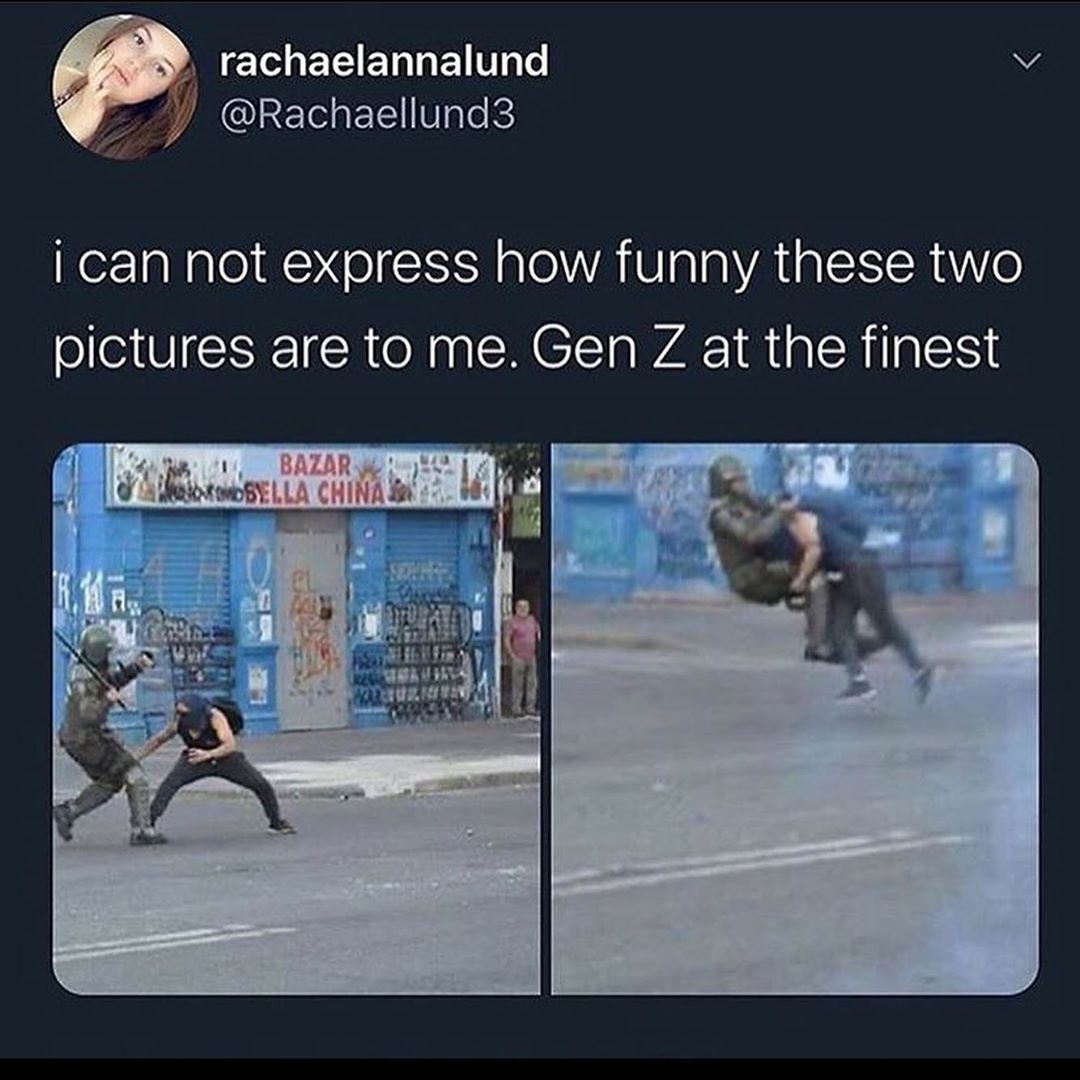 rachaelannalund
@Rachaellund3
i can not express how funny these two
pictures are to me. Gen Z at the finest
BAZAR
BELLA CHINA